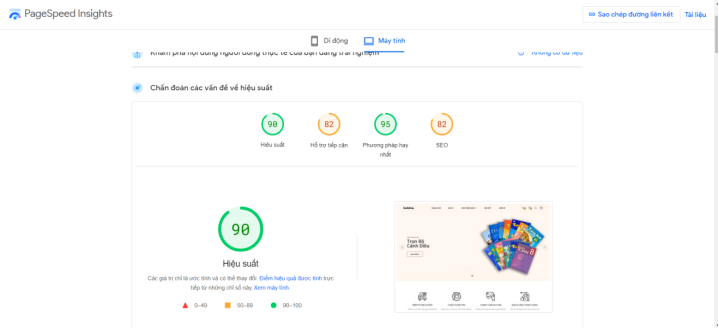 PageSpeed Insights
Sao chép đường liên kết
Tài liệu
Di động
Máy tính
Khám phá nội dung người dùng thực tế của bạn đang trải nghiệm
Không có dữ liệu
Chẩn đoán các vấn đề về hiệu suất
90
82
95
82
Hiệu suất
Hỗ trợ tiếp cận
Phương pháp hay nhất
SEO
90
Hiệu suất
Các giá trị chỉ là ước tính và có thể thay đổi. Điểm hiệu quả được tính trực
tiếp từ những chỉ số này. Xem máy tính.
0–49
50–89
90–100
Trọn Bộ
Cánh Diều